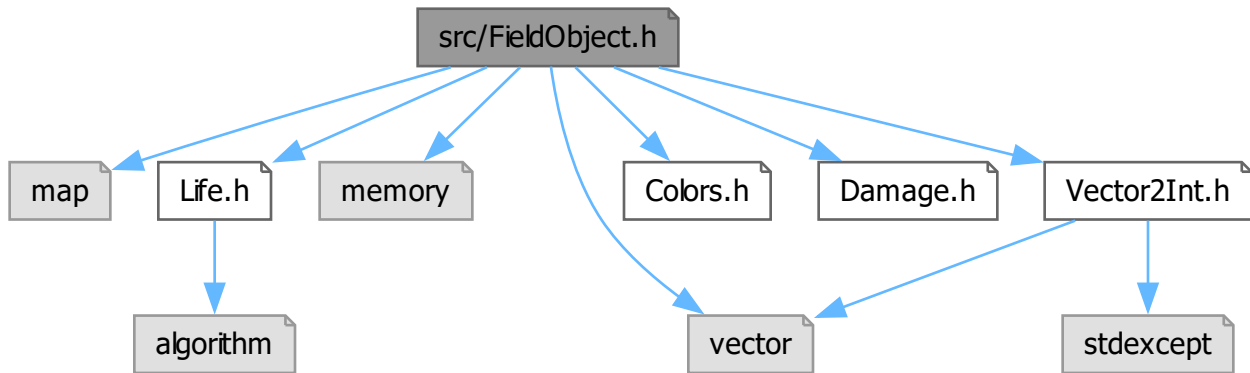 src/FieldObject.h
map
Life.h
memory
Colors.h
Damage.h
Vector2Int.h
algorithm
vector
stdexcept